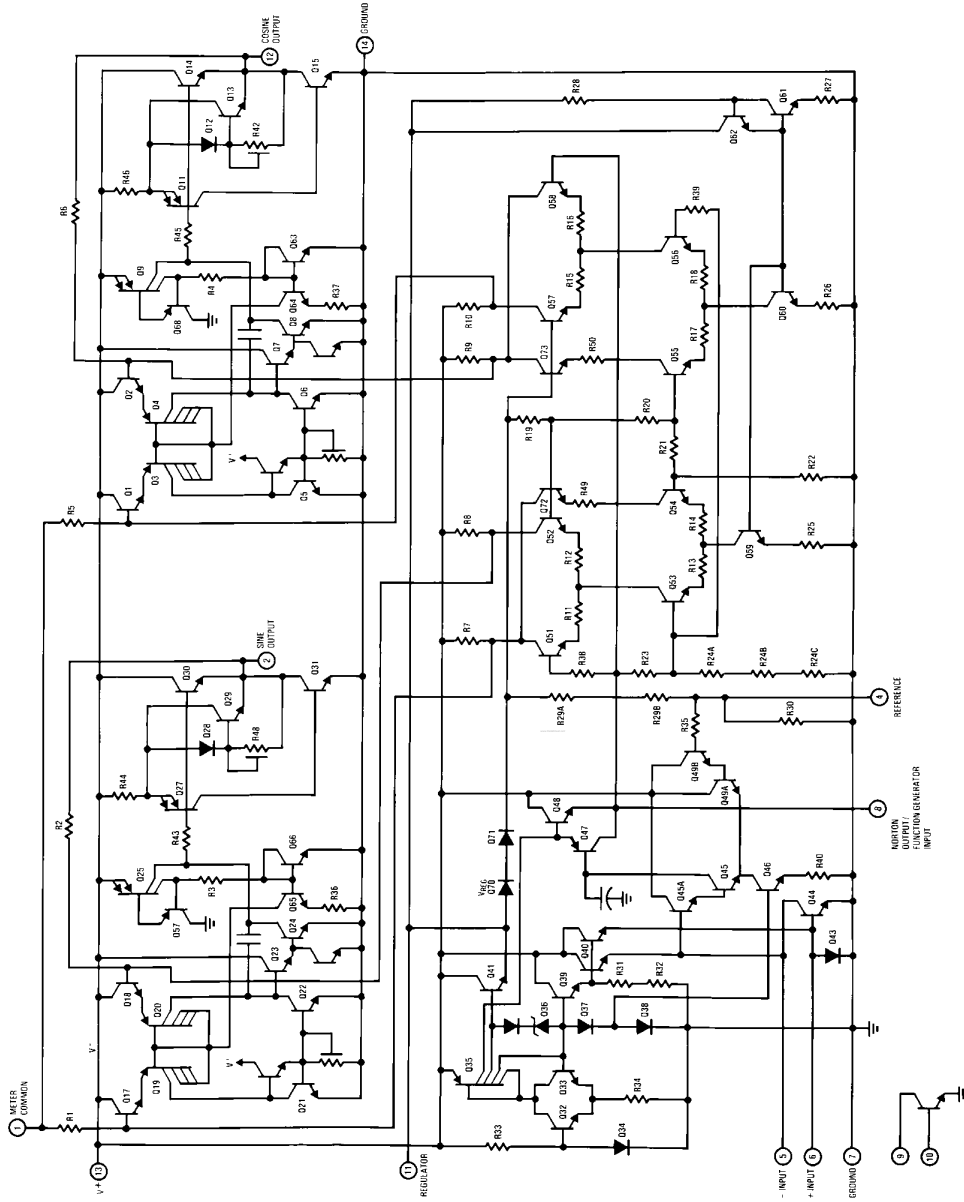 1
METER
COMMON
V+ 13
R1
Q17
Q18
Q19
Q20
V'
Q21
Q22
Q23
Q24
Q57
Q25
R3
Q65
Q66
R36
R43
R44
Q27
Q28
Q29
R48
Q30
Q31
R2
2
SINE
OUTPUT
R5
Q1
Q2
Q3
Q4
V'
Q5
Q6
Q7
Q8
Q68
Q9
R4
Q64
Q63
R37
R45
R46
Q11
Q12
Q13
R42
Q14
Q15
R6
12
COSINE
OUTPUT
14 GROUND
11
REGULATOR
R33
Q32
Q33
Q34
R34
Q35
Q36
Q37
Q38
Q39
Q40
Q41
R31
R32
VREG
Q70
Q71
Q47
Q48
Q45A
Q45
Q46
Q49A
Q49B
R35
R40
Q44
Q43
R29A
R29B
R30
R38
R23
R24A
R24B
R24C
R7
R8
Q51
Q52
Q72
R11
R12
R49
Q53
Q54
R13
R14
Q59
R25
R19
R20
R21
R22
R9
R10
Q73
Q57
Q58
R15
R16
R50
Q55
Q56
R17
R18
R39
Q60
R26
Q62
R28
Q61
R27
- INPUT 5
+ INPUT 6
GROUND 7
8
NORTON
OUTPUT/
FUNCTION GENERATOR
INPUT
4
REFERENCE
9
10